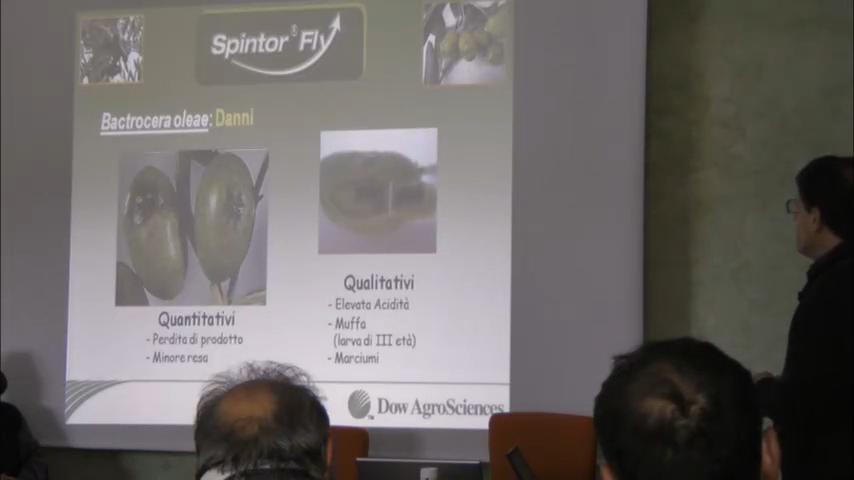 Spintor® Fly
Bactrocera oleae: Danni
Quantitativi
- Perdita di prodotto
- Minore resa
Qualitativi
- Elevata Acidità
- Muffa
(larva di III età)
- Marciumi
Dow AgroSciences